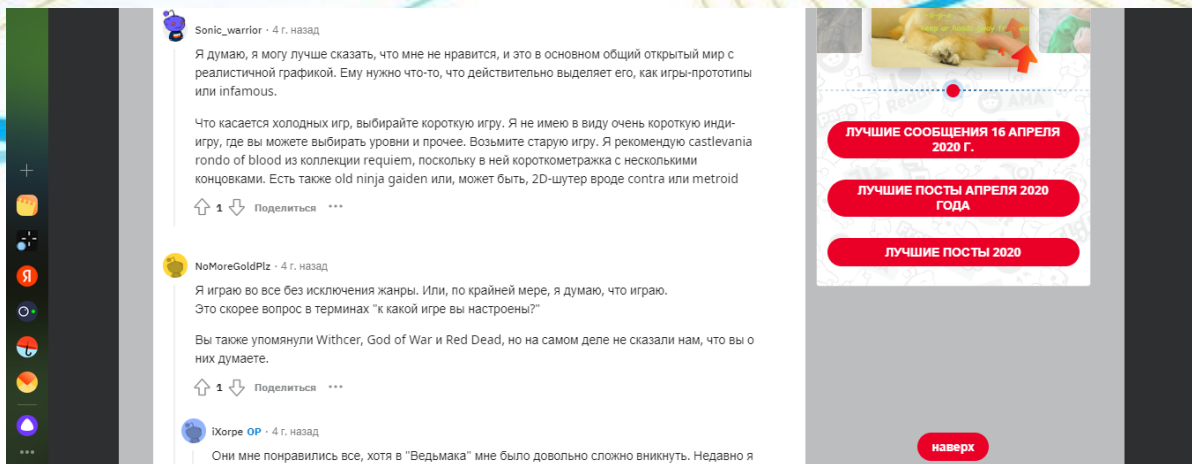 Sonic_warrior · 4 г. назад
Я думаю, я могу лучше сказать, что мне не нравится, и это в основном общий открытый мир с
реалистичной графикой. Ему нужно что-то, что действительно выделяет его, как игры-прототипы
или infamous.
Что касается холодных игр, выбирайте короткую игру. Я не имею в виду очень короткую инди-
игру, где вы можете выбирать уровни и прочее. Возьмите старую игру. Я рекомендую castlevania
rondo of blood из коллекции requiem, поскольку в ней короткометражка с несколькими
концовками. Есть также old ninja gaiden или, может быть, 2D-шутер вроде contra или metroid
1 Поделиться ···
NoMoreGoldPlz · 4 г. назад
Я играю во все без исключения жанры. Или, по крайней мере, я думаю, что играю.
Это скорее вопрос в терминах "к какой игре вы настроены?"
Вы также упомянули Withcer, God of War и Red Dead, но на самом деле не сказали нам, что вы о
них думаете.
1 Поделиться ···
iXorpe OP · 4 г. назад
Они мне понравились все, хотя в "Ведьмака" мне было довольно сложно вникнуть. Недавно я
Reddit
AMA
ЛУЧШИЕ СООБЩЕНИЯ 16 АПРЕЛЯ
2020 Г.
ЛУЧШИЕ ПОСТЫ АПРЕЛЯ 2020
ГОДА
ЛУЧШИЕ ПОСТЫ 2020
наверх
Я